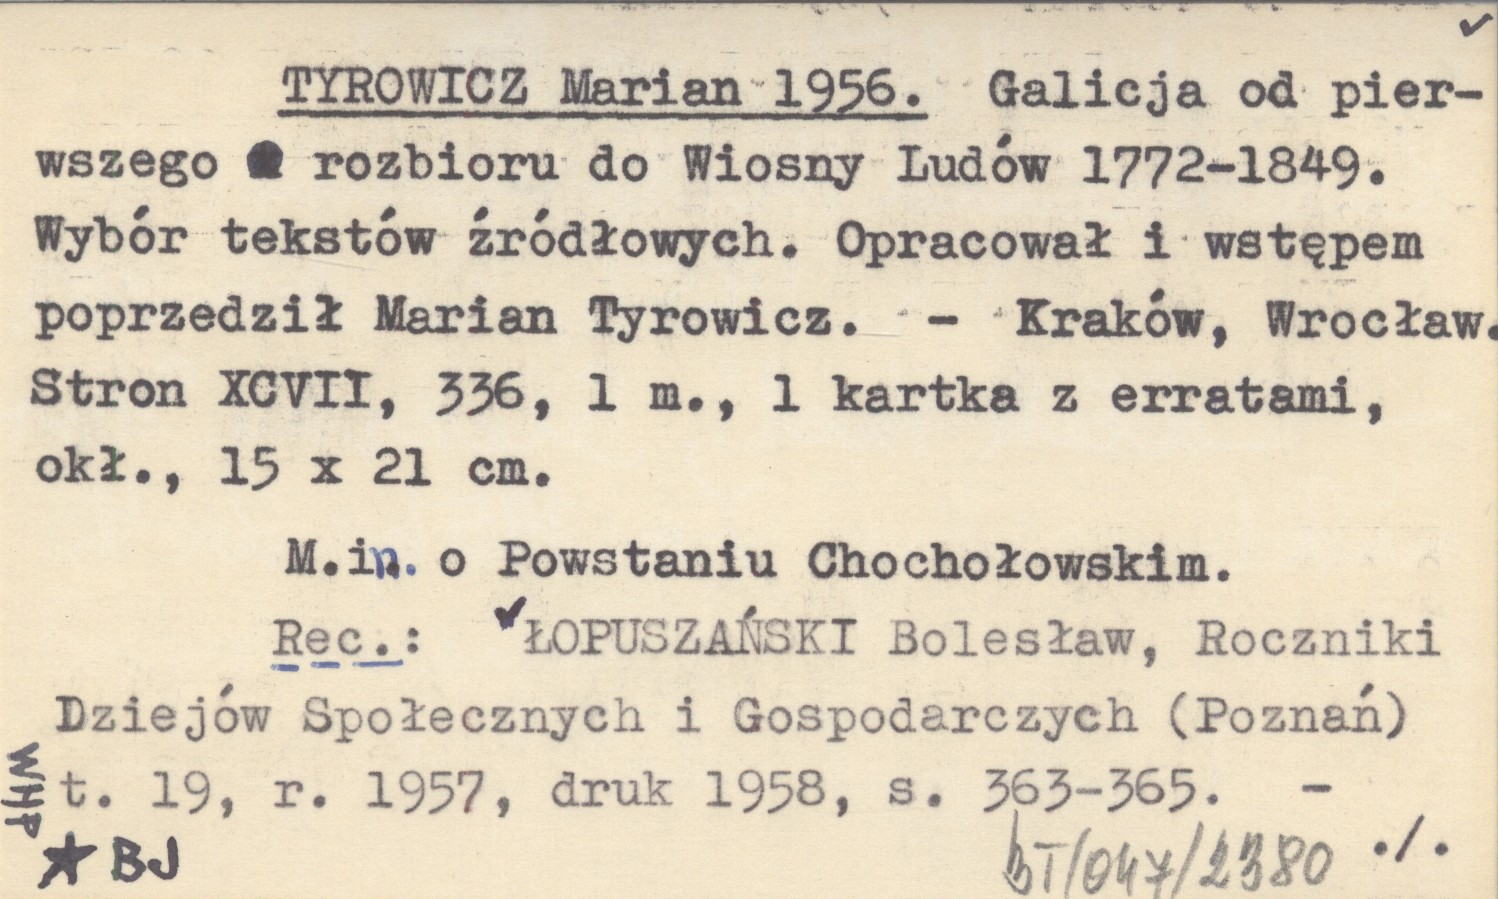 TYROWICZ Marian 1956. Galicja od pier-
wszego rozbioru do Wiosny Ludów 1772-1849.
Wybór tekstów źródłowych. Opracował i wstępem
poprzedził Marian Tyrowicz. - Kraków, Wrocław.
Stron XCVII, 336, 1 m., 1 kartka z erratami,
okł., 15 x 21 cm.
M.in. o Powstaniu Chochołowskim.
Rec.: ŁOPUSZAŃSKI Bolesław, Roczniki
Dziejów Społecznych i Gospodarczych (Poznań)
t. 19, r. 1957, druk 1958, s. 363-365. -
WHP
BJ
BT/047/2380
./.